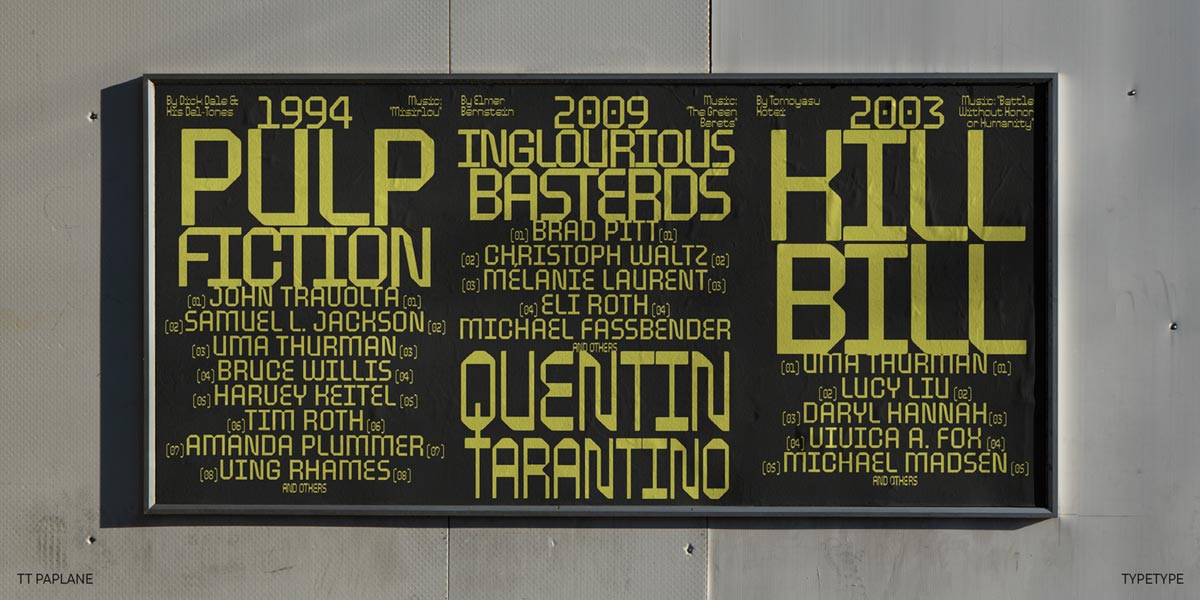 By Dick Dale &
His Del-Tones
1994
Music:
"Misirlou"
PULP
FICTION
[01] JOHN TRAVOLTA [01]
[02] SAMUEL L. JACKSON [02]
[03] UMA THURMAN [03]
[04] BRUCE WILLIS [04]
[05] HARVEY KEITEL [05]
[06] TIM ROTH [06]
[07] AMANDA PLUMMER [07]
[08] VING RHAMES [08]
AND OTHERS
By Elmer
Bernstein
2009
Music:
"The Green
Berets"
INGLOURIOUS
BASTERDS
[01] BRAD PITT [01]
[02] CHRISTOPH WALTZ [02]
[03] MÉLANIE LAURENT [03]
[04] ELI ROTH [04]
MICHAEL FASSBENDER
AND OTHERS
QUENTIN
TARANTINO
By Tomoyasu
Hotei
2003
Music: "Battle
Without Honor
or Humanity"
KILL
BILL
[01] UMA THURMAN [01]
[02] LUCY LIU [02]
[03] DARYL HANNAH [03]
[04] VIVICA A. FOX [04]
[05] MICHAEL MADSEN [05]
AND OTHERS
TT PAPLANE
TYPETYPE